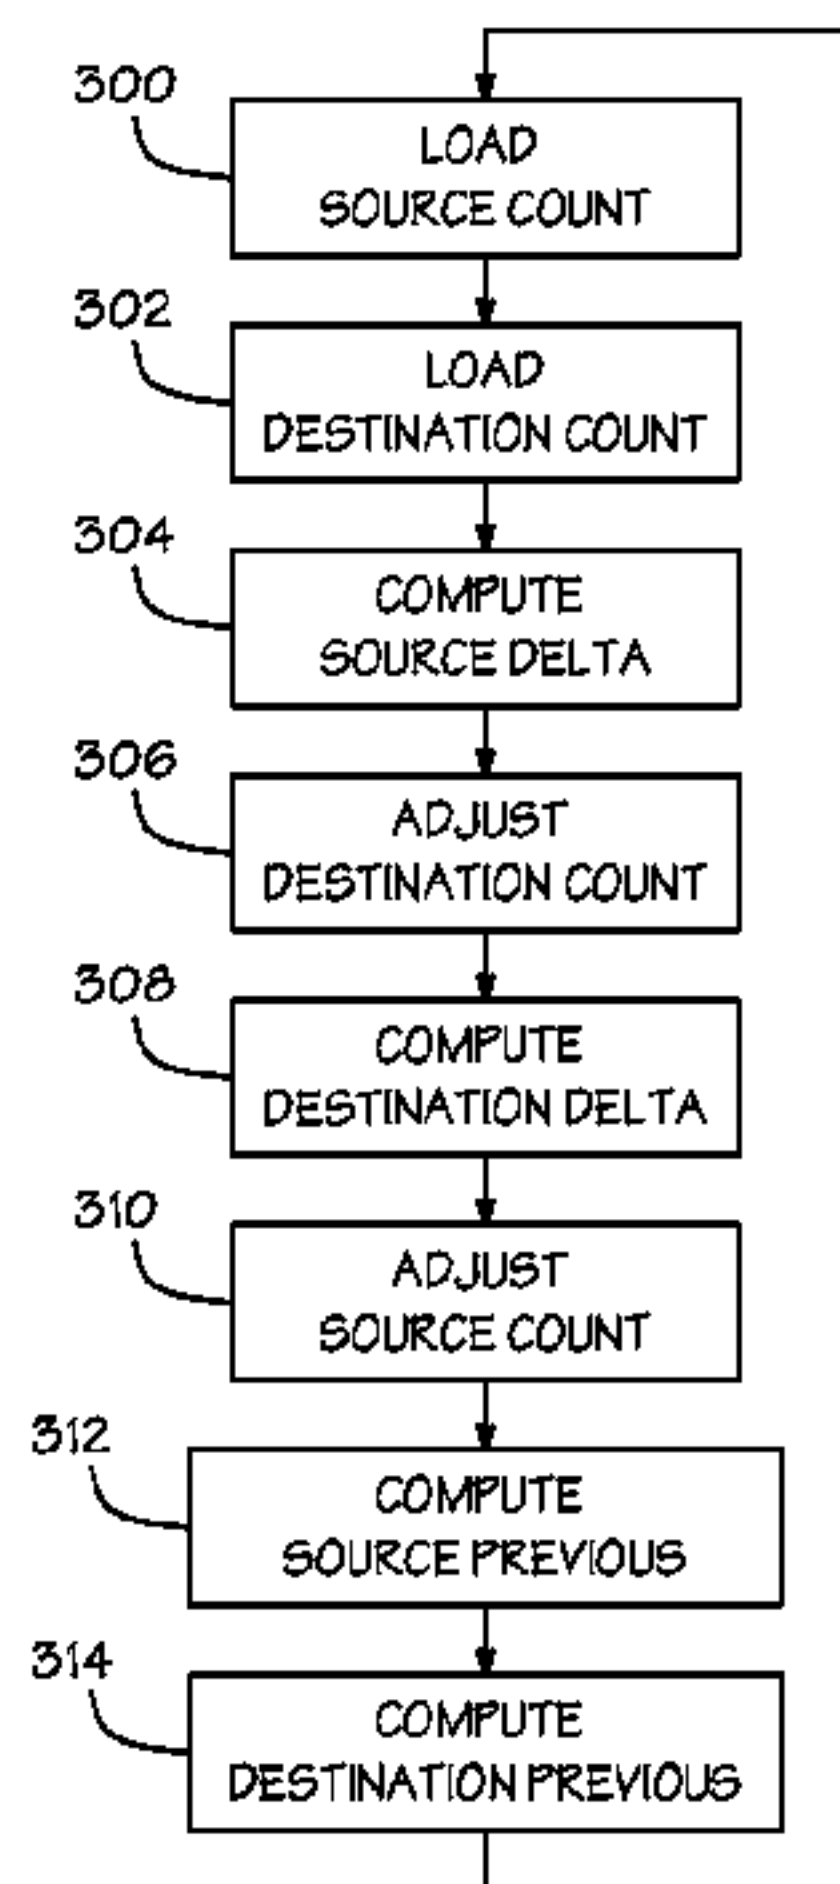 300
LOAD
SOURCE COUNT
302
LOAD
DESTINATION COUNT
304
COMPUTE
SOURCE DELTA
306
ADJUST
DESTINATION COUNT
308
COMPUTE
DESTINATION DELTA
310
ADJUST
SOURCE COUNT
312
COMPUTE
SOURCE PREVIOUS
314
COMPUTE
DESTINATION PREVIOUS